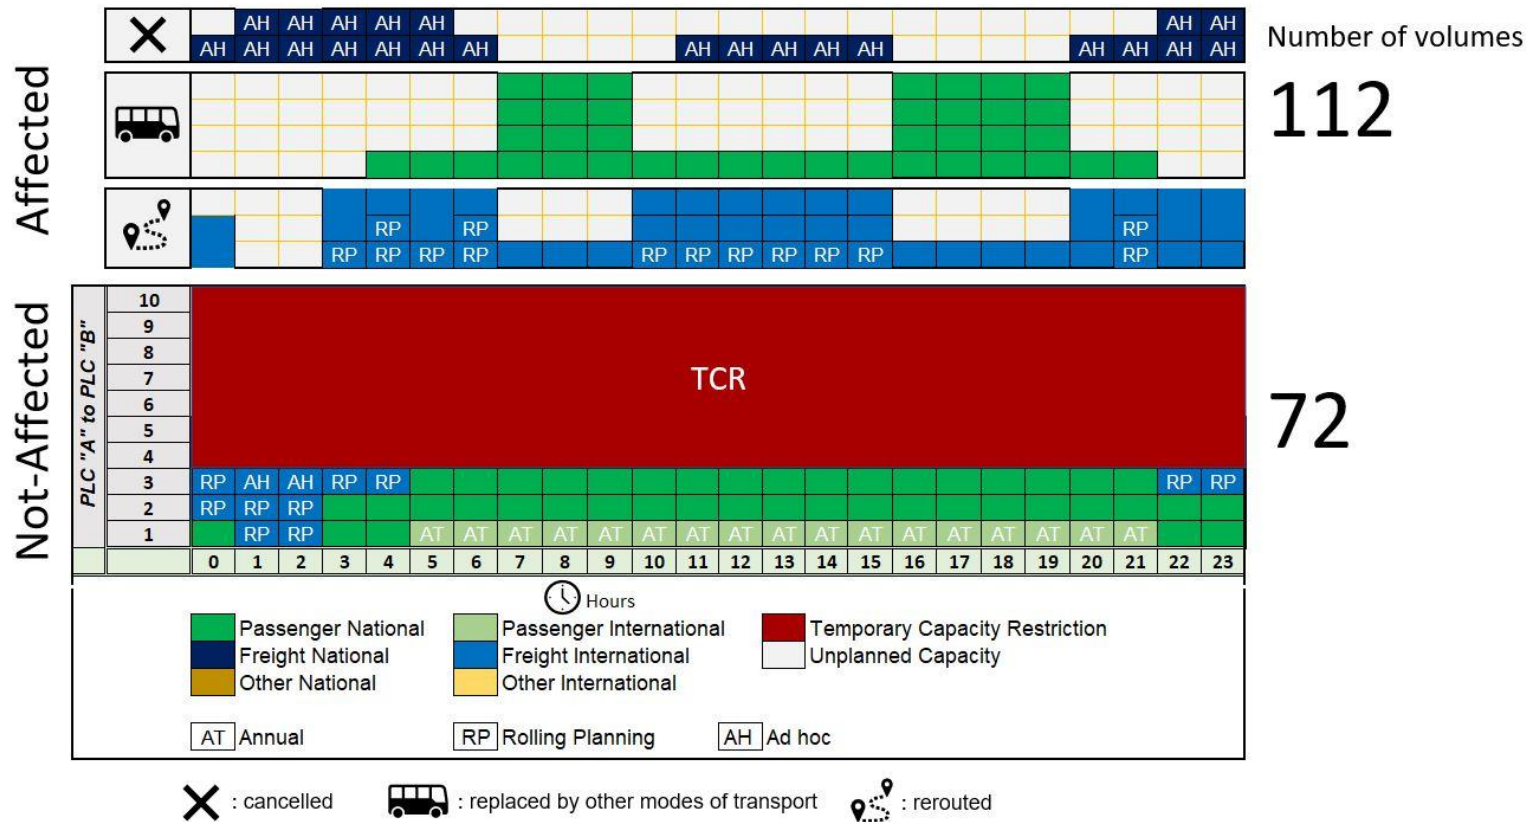 Affected
AH AH AH AH AH AH AH
AH AH AH AH AH AH AH AH AH AH AH AH AH AH AH AH
Number of volumes
112
RP RP RP
RP RP RP RP RP RP RP RP RP RP RP
Not-Affected
PLC "A" to PLC "B"
10
9
8
7
6
5
4
TCR
72
3 RP AH AH RP RP RP RP
2 RP RP RP
1 RP RP AT AT AT AT AT AT AT AT AT AT AT AT AT AT AT AT AT
0 1 2 3 4 5 6 7 8 9 10 11 12 13 14 15 16 17 18 19 20 21 22 23
Hours
Passenger National Passenger International Temporary Capacity Restriction
Freight National Freight International Unplanned Capacity
Other National Other International
AT Annual RP Rolling Planning AH Ad hoc
: cancelled : replaced by other modes of transport : rerouted